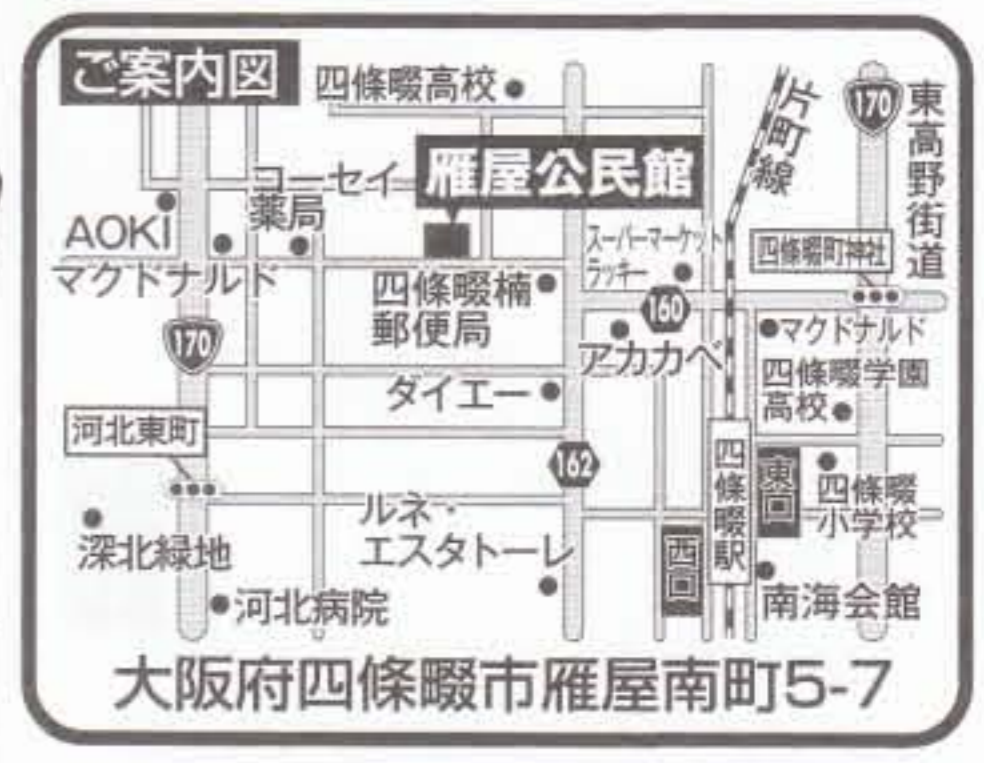 ご案内図
四條畷高校
170
東高野街道
片町線
コーセイ
薬局
雁屋公民館
AOKI
マクドナルド
スーパーマーケット
ラッキー
四條畷町神社
四條畷楠
郵便局
160
マクドナルド
170
アカカベ
四條畷学園
高校
ダイエー
河北東町
162
四條畷駅
東口
四條畷
小学校
ルネ・
エスタトーレ
深北緑地
西口
河北病院
南海会館
大阪府四條畷市雁屋南町5-7